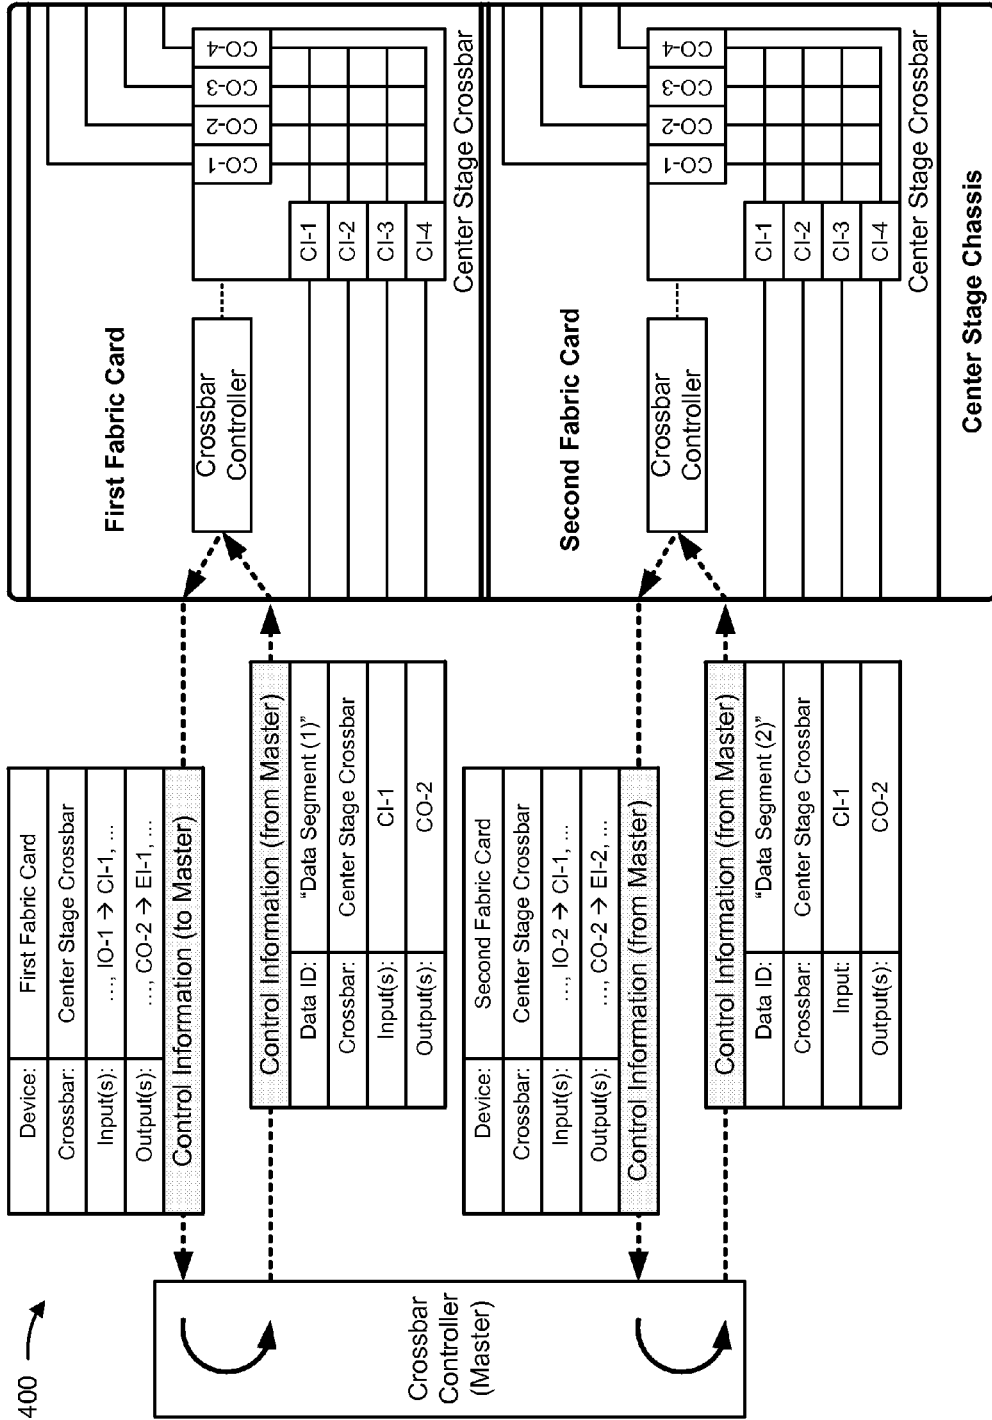 400
Crossbar
Controller
(Master)
Device: First Fabric Card
Crossbar: Center Stage Crossbar
Input(s): ..., IO-1 → CI-1, ...
Output(s): ..., CO-2 → EI-1, ...
Control Information (to Master)
Control Information (from Master)
Data ID: “Data Segment (1)”
Crossbar: Center Stage Crossbar
Input(s): CI-1
Output(s): CO-2
Device: Second Fabric Card
Crossbar: Center Stage Crossbar
Input(s): ..., IO-2 → CI-1, ...
Output(s): ..., CO-2 → EI-2, ...
Control Information (from Master)
Control Information (from Master)
Data ID: “Data Segment (2)”
Crossbar: Center Stage Crossbar
Input: CI-1
Output(s): CO-2
First Fabric Card
Crossbar
Controller
CO-1
CO-2
CO-3
CO-4
CI-1
CI-2
CI-3
CI-4
Center Stage Crossbar
Second Fabric Card
Crossbar
Controller
CO-1
CO-2
CO-3
CO-4
CI-1
CI-2
CI-3
CI-4
Center Stage Crossbar
Center Stage Chassis